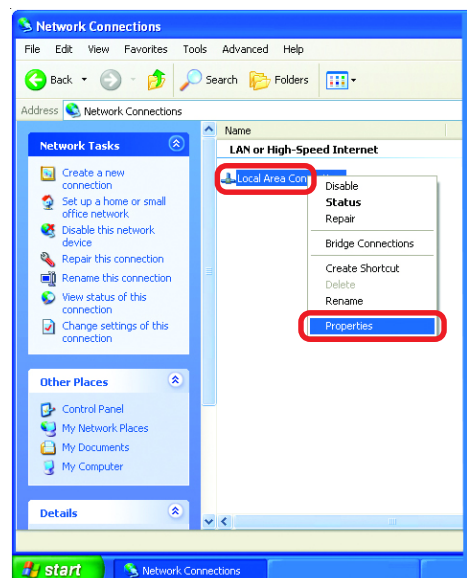 Network Connections
File Edit View Favorites Tools Advanced Help
Back Search Folders
Address Network Connections
Network Tasks
Create a new
connection
Set up a home or small
office network
Disable this network
device
Repair this connection
Rename this connection
View status of this
connection
Change settings of this
connection
Other Places
Control Panel
My Network Places
My Documents
My Computer
Details
Name
LAN or High-Speed Internet
Local Area Con
Disable
Status
Repair
Bridge Connections
Create Shortcut
Delete
Rename
Properties
start Network Connections